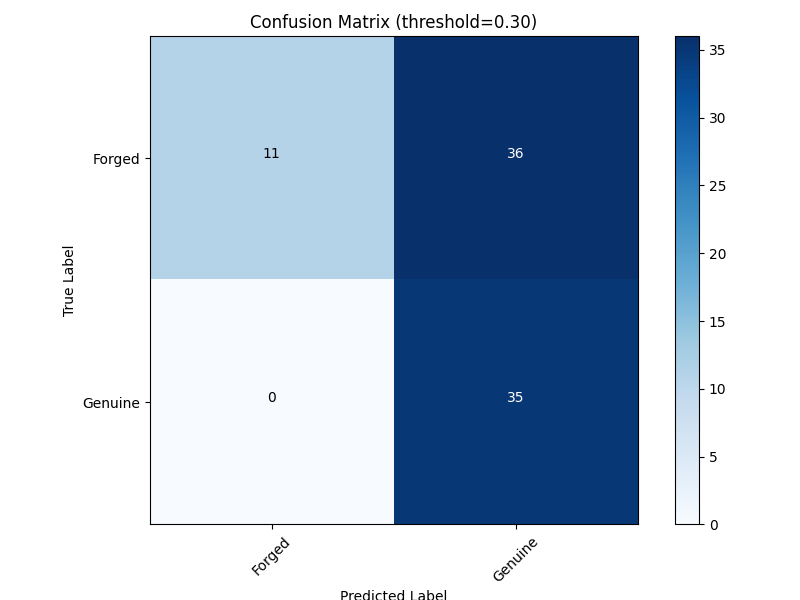 Confusion Matrix (threshold=0.30)
Forged
11
36
Genuine
0
35
True Label
Forged
Genuine
Predicted Label
35
30
25
20
15
10
5
0